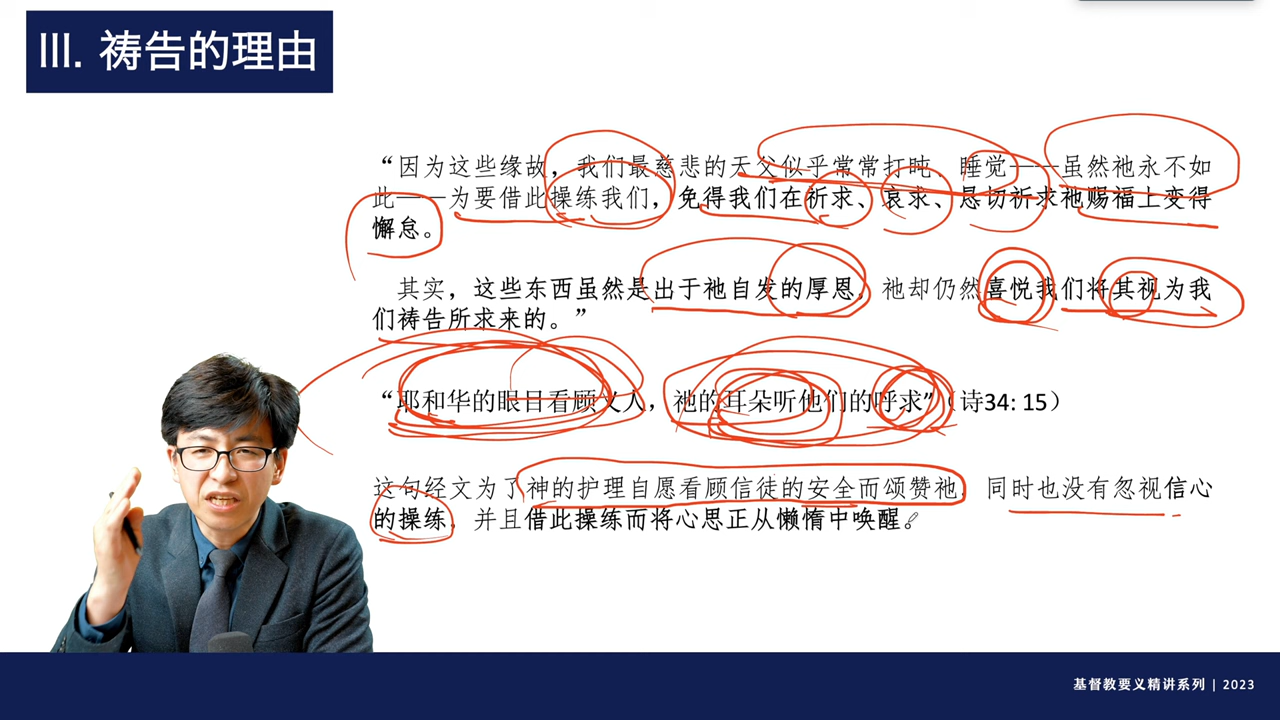 III. 祷告的理由
“因为这些缘故，我们最慈悲的天父似乎常常打盹、睡觉——虽然祂永不如
此——为要借此操练我们，免得我们在祈求、哀求、恳切祈求祂赐福上变得
懈怠。
其实，这些东西虽然是出于祂自发的厚恩，祂却仍然喜悦我们将其视为我
们祷告所求来的。”
“耶和华的眼目看顾义人，祂的耳朵听他们的呼求”（诗34: 15）
这句经文为了神的护理自愿看顾信徒的安全而颂赞祂，同时也没有忽视信心
的操练，并且借此操练而将心思正从懒惰中唤醒。
基督教要义精讲系列 | 2023